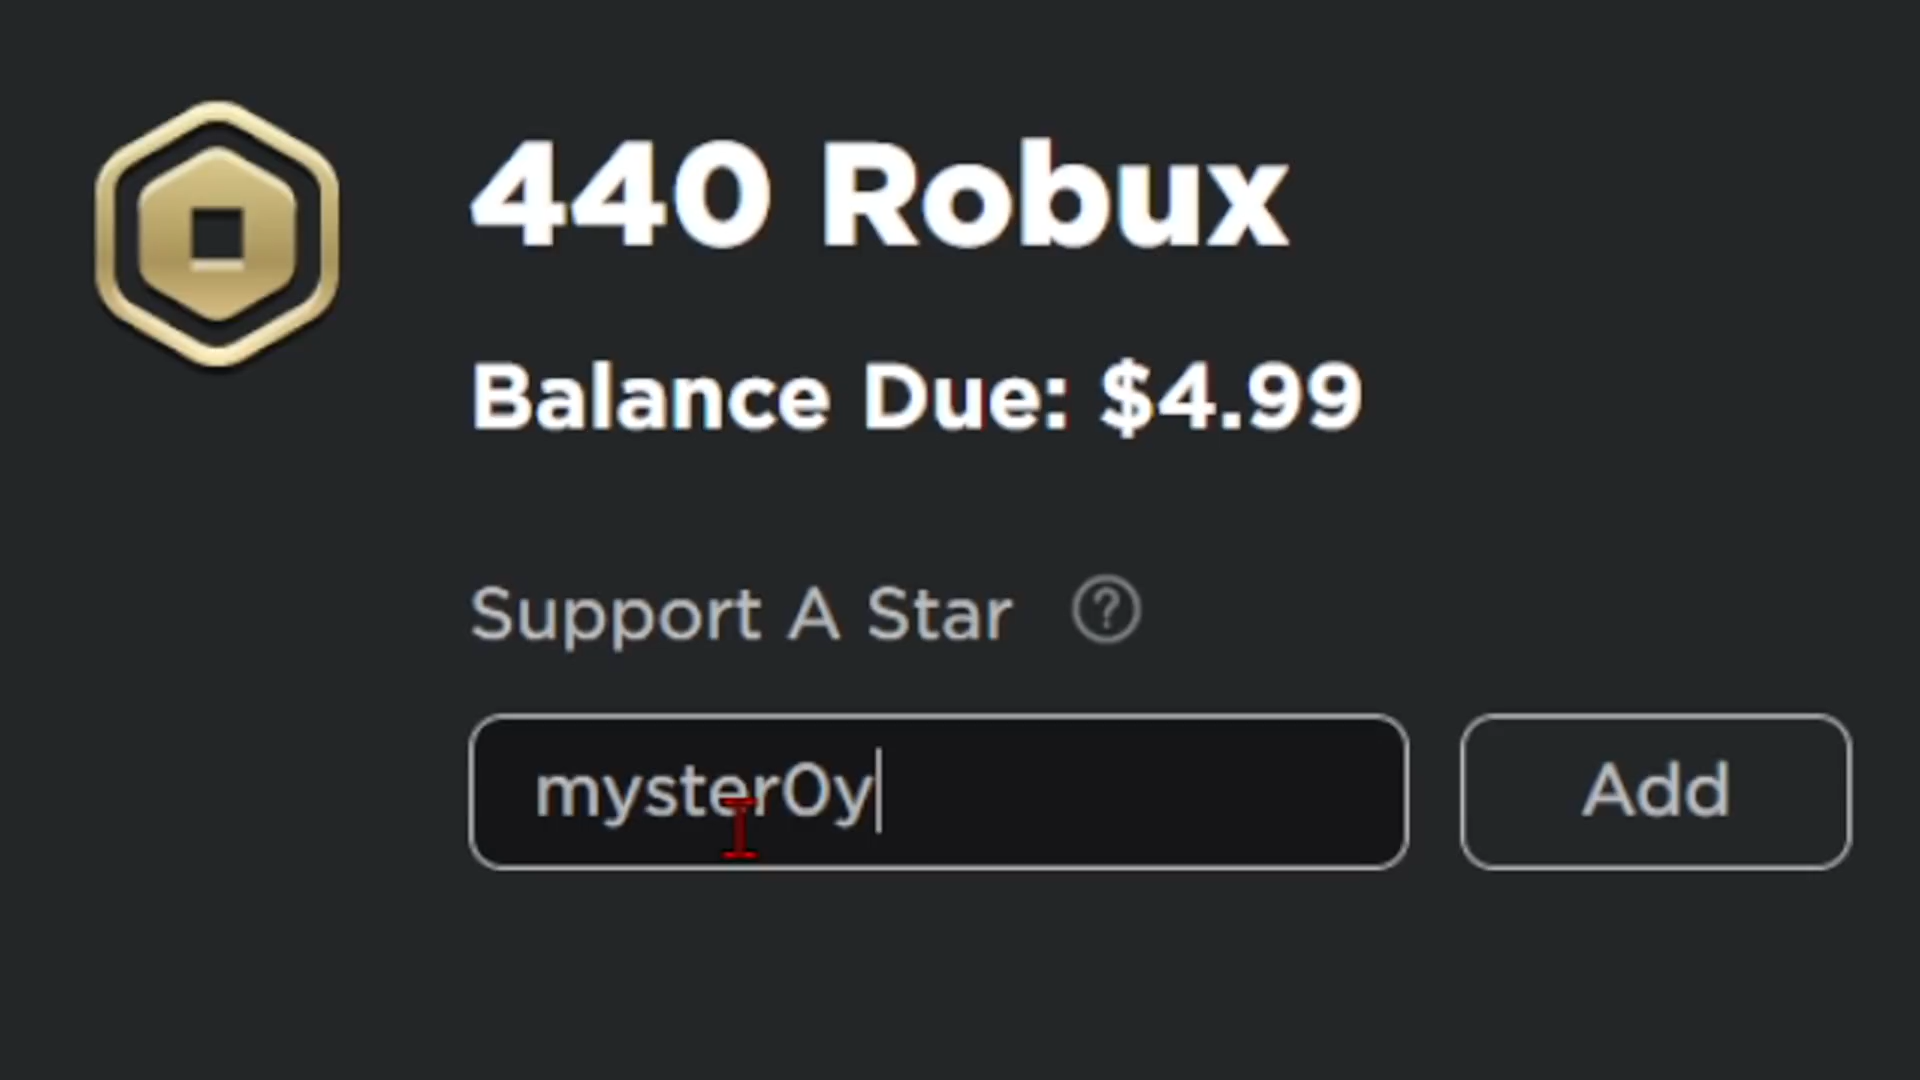 440 Robux
Balance Due: $4.99
Support A Star ?
myster0y
Add